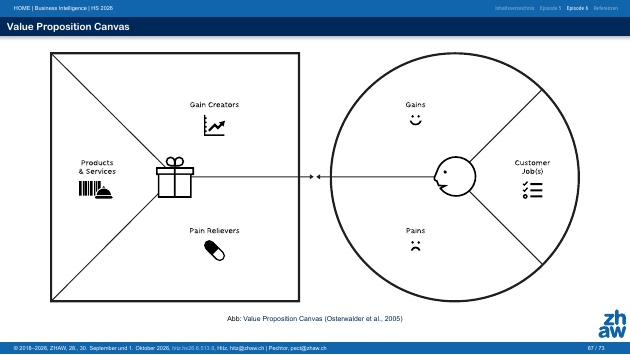 HOME | Business Intelligence | HS 2026
Inhaltsverzeichnis Episode 5 Episode 6 Referenzen
Value Proposition Canvas
Gain Creators
Products
& Services
Pain Relievers
Gains
Customer
Job(s)
Pains
Abb: Value Proposition Canvas (Osterwalder et al., 2005)
zh
aw
© 2018–2026, ZHAW, 28., 30. September und 1. Oktober 2026, Hitz, hitz@zhaw.ch | Pechtor, pect@zhaw.ch
67 / 73